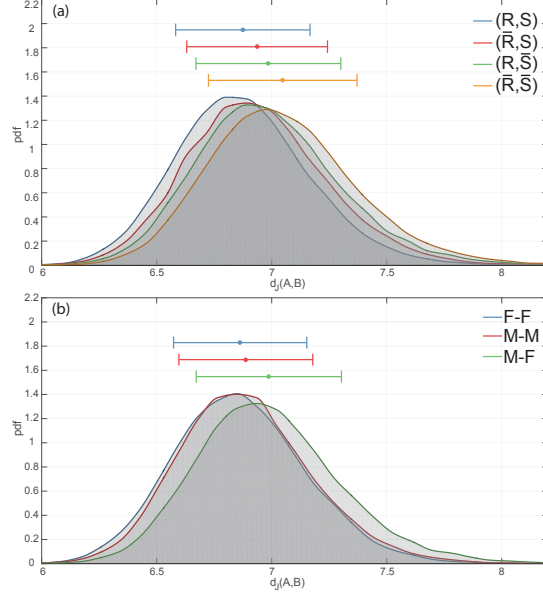 (a)
2.2
2
1.8
1.6
1.4
1.2
1
0.8
0.6
0.4
0.2
0
pdf
6
6.5
7
7.5
8
d_J(A,B)
(R,S)
(R̄,S)
(R,S̄)
(R̄,S̄)
(b)
2.2
2
1.8
1.6
1.4
1.2
1
0.8
0.6
0.4
0.2
0
pdf
6
6.5
7
7.5
8
d_J(A,B)
F-F
M-M
M-F